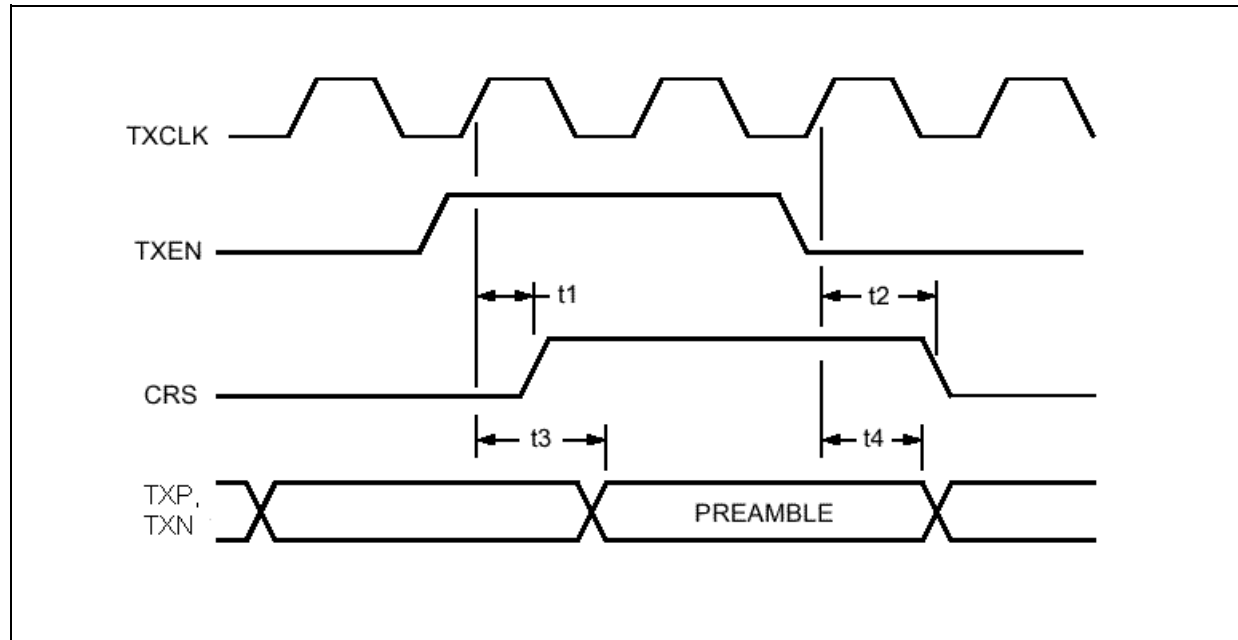 TXCLK
TXEN
t1
t2
CRS
t3
t4
TXP,
TXN
PREAMBLE